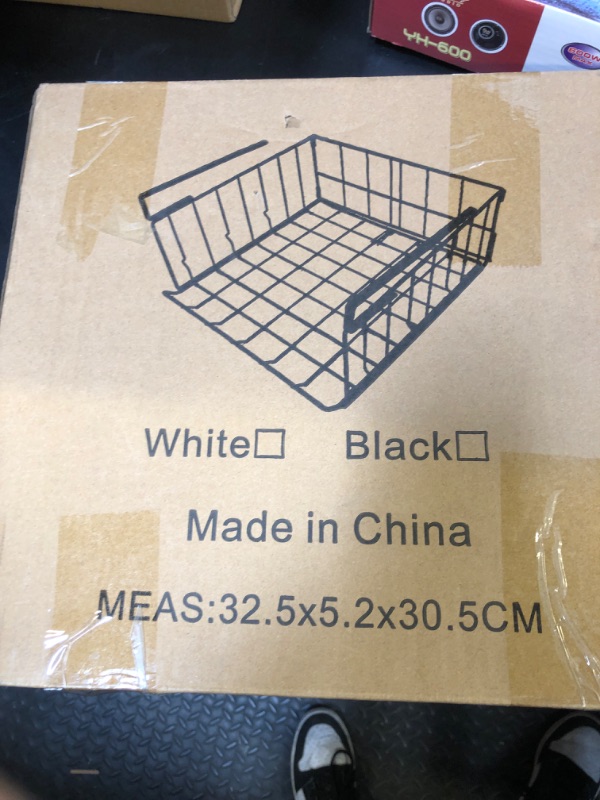 YH-600
White□ Black□
Made in China
MEAS:32.5x5.2x30.5CM